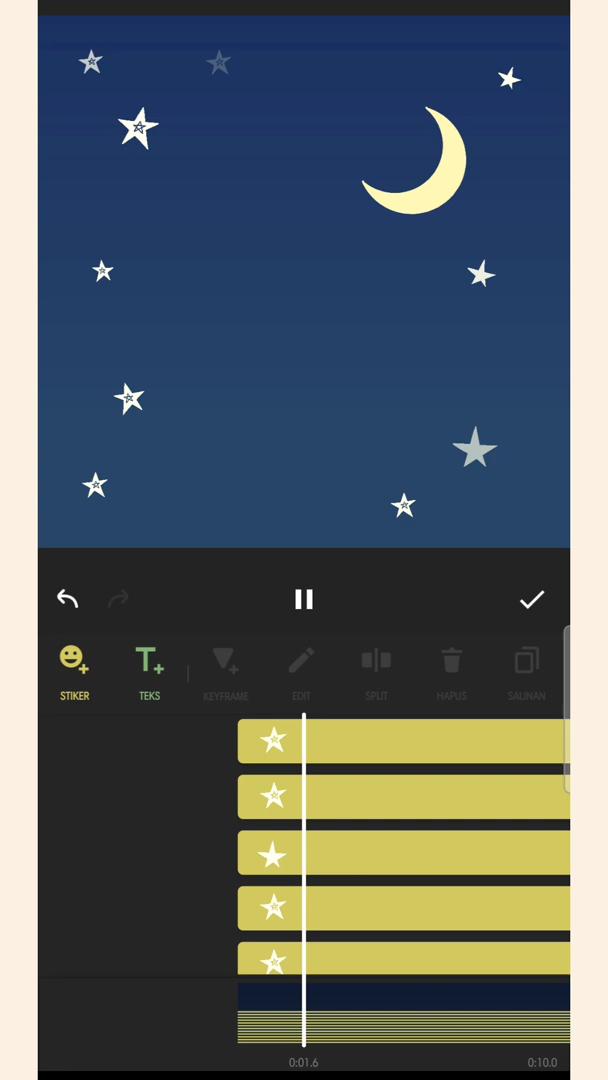 STIKER
TEKS
KEYFRAME
EDIT
SPLIT
HAPUS
SALINAN
0:01.6
0:10.0